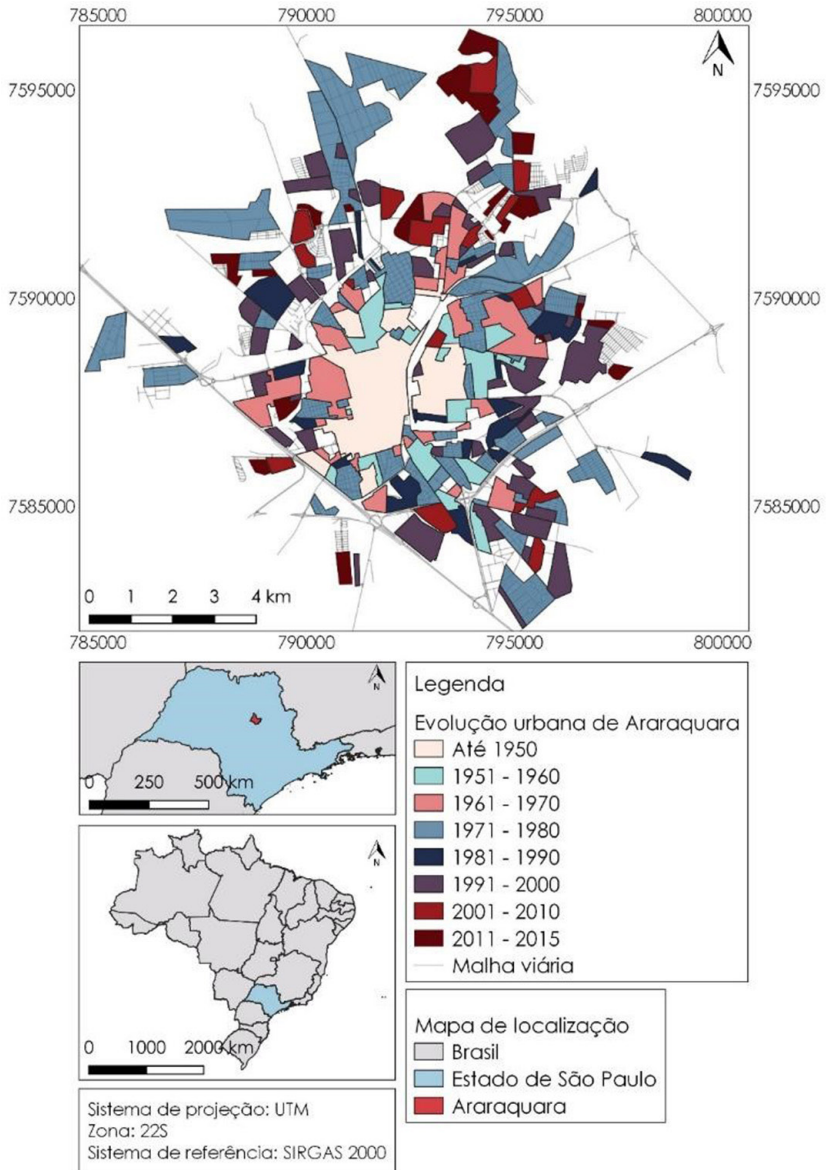 785000 790000 795000 800000
N
7595000 7595000
7590000 7590000
7585000 7585000
0 1 2 3 4 km
785000 790000 795000 800000
N
0 250 500 km
N
0 1000 2000 km
Sistema de projeção: UTM
Zona: 22S
Sistema de referência: SIRGAS 2000
Legenda
Evolução urbana de Araraquara
Até 1950
1951 - 1960
1961 - 1970
1971 - 1980
1981 - 1990
1991 - 2000
2001 - 2010
2011 - 2015
Malha viária
Mapa de localização
Brasil
Estado de São Paulo
Araraquara